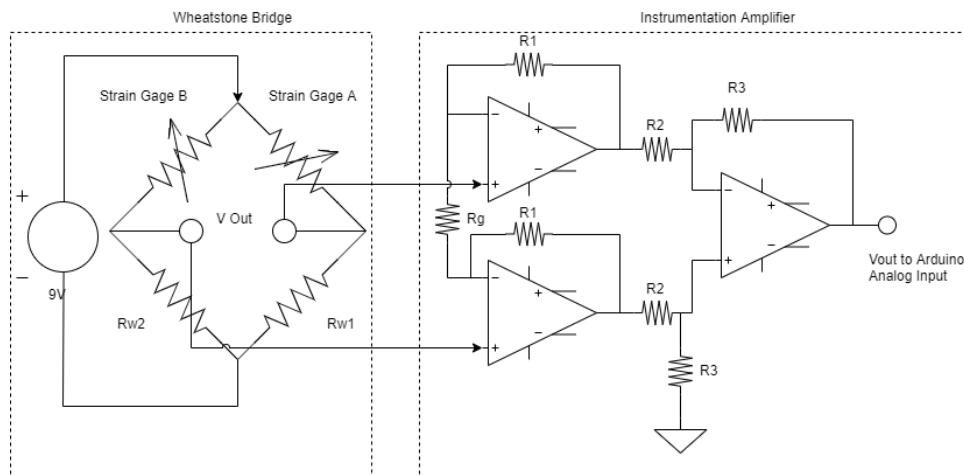 Wheatstone Bridge
Instrumentation Amplifier
R1
Strain Gage B
Strain Gage A
R3
−
R2
+
−
+
−
+
+
V Out
Rg
R1
−
+
−
−
+
Vout to Arduino
Analog Input
9V
−
+
R2
Rw2
Rw1
−
+
R3